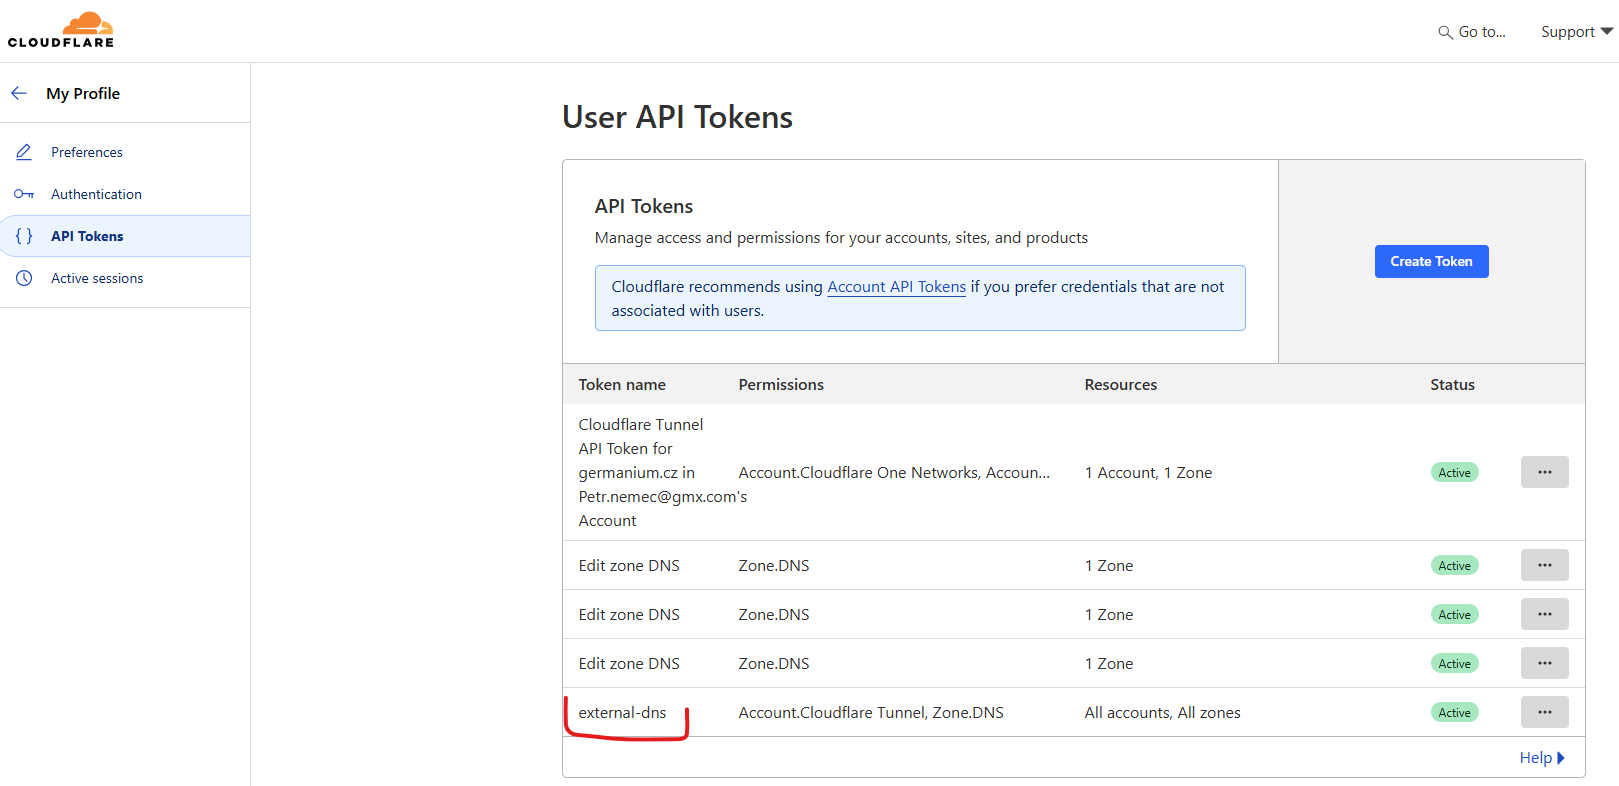 CLOUDFLARE
Go to...
Support
My Profile
Preferences
Authentication
API Tokens
Active sessions
User API Tokens
API Tokens
Manage access and permissions for your accounts, sites, and products
Cloudflare recommends using Account API Tokens if you prefer credentials that are not
associated with users.
Create Token
Token name Permissions Resources Status
Cloudflare Tunnel
API Token for
germanium.cz in
Petr.nemec@gmx.com's
Account
Account.Cloudflare One Networks, Accoun... 1 Account, 1 Zone Active ...
Edit zone DNS Zone.DNS 1 Zone Active ...
Edit zone DNS Zone.DNS 1 Zone Active ...
Edit zone DNS Zone.DNS 1 Zone Active ...
external-dns Account.Cloudflare Tunnel, Zone.DNS All accounts, All zones Active ...
Help